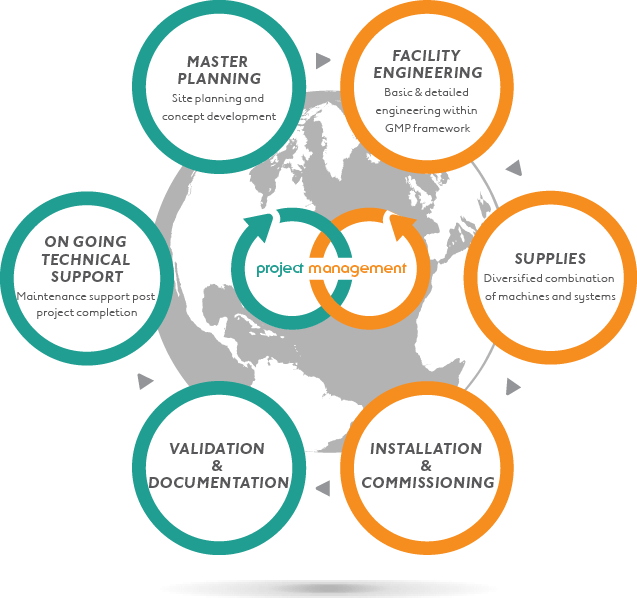 MASTER
PLANNING
Site planning and
concept development
FACILITY
ENGINEERING
Basic & detailed
engineering within
GMP framework
ON GOING
TECHNICAL
SUPPORT
Maintenance support post
project completion
project management
SUPPLIES
Diversified combination
of machines and systems
VALIDATION
&
DOCUMENTATION
INSTALLATION
&
COMMISSIONING